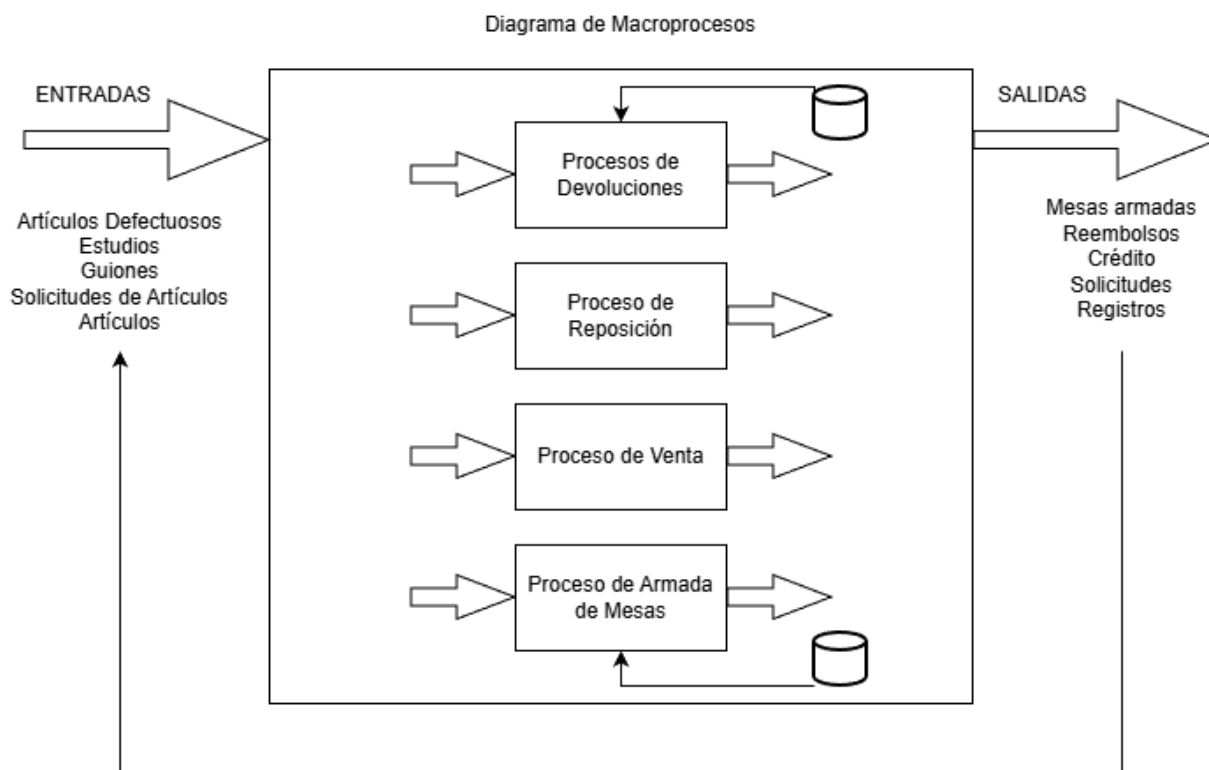 Diagrama de Macroprocesos
ENTRADAS
SALIDAS
Procesos de
Devoluciones
Artículos Defectuosos
Estudios
Guiones
Solicitudes de Artículos
Artículos
Mesas armadas
Reembolsos
Crédito
Solicitudes
Registros
Proceso de
Reposición
Proceso de Venta
Proceso de Armada
de Mesas